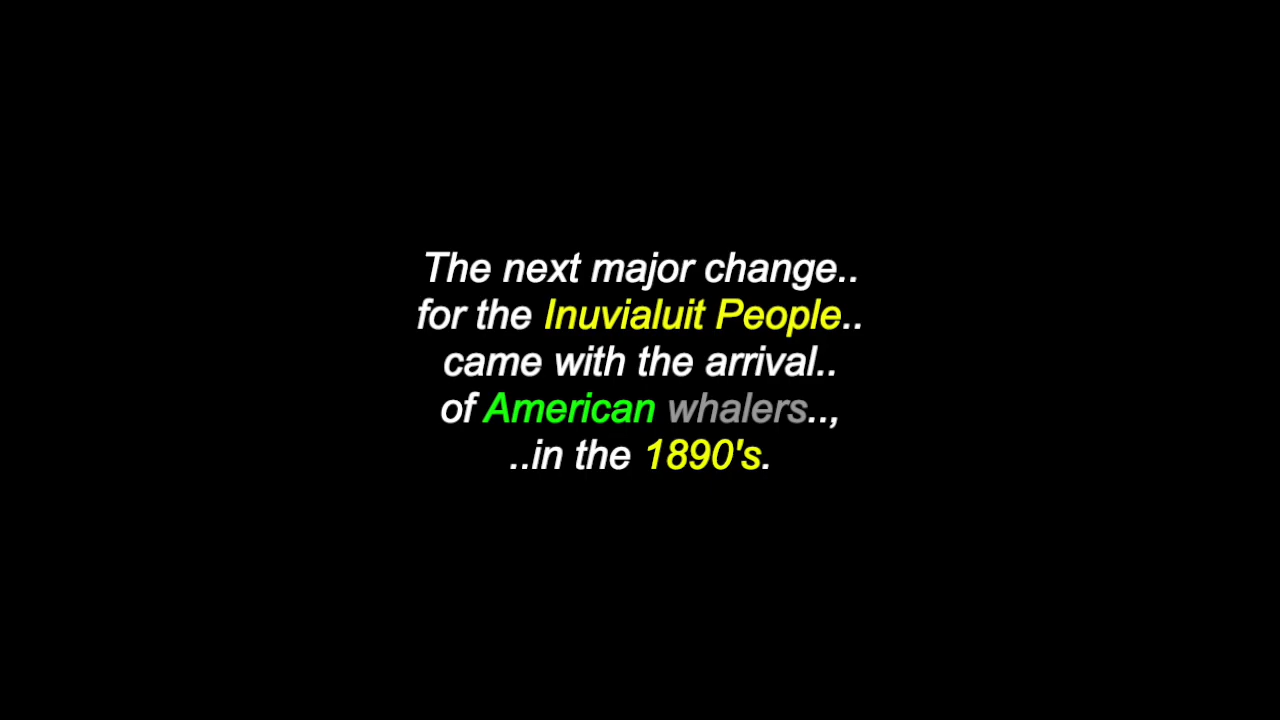 The next major change..
for the Inuvialuit People..
came with the arrival..
of American whalers..,
..in the 1890's.